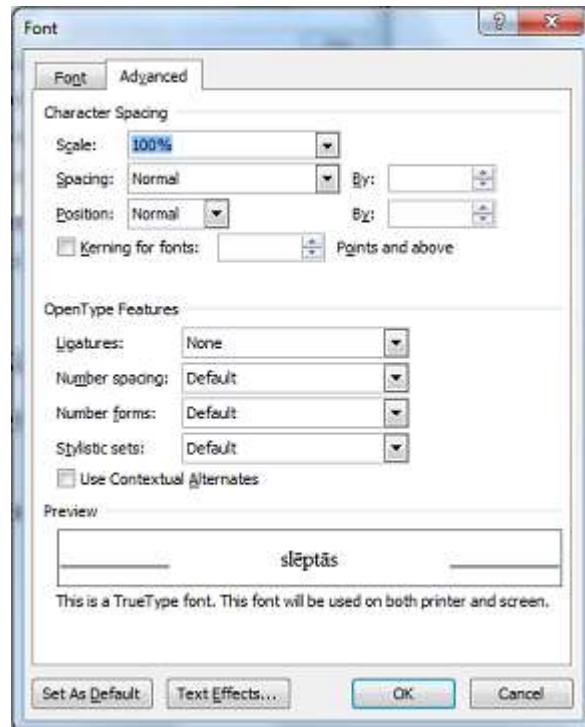 Font
Font Advanced
Character Spacing
Scale: 100%
Spacing: Normal By:
Position: Normal By:
Kerning for fonts: Points and above
OpenType Features
Ligatures: None
Number spacing: Default
Number forms: Default
Stylistic sets: Default
Use Contextual Alternates
Preview
slēptās
This is a TrueType font. This font will be used on both printer and screen.
Set As Default Text Effects... OK Cancel